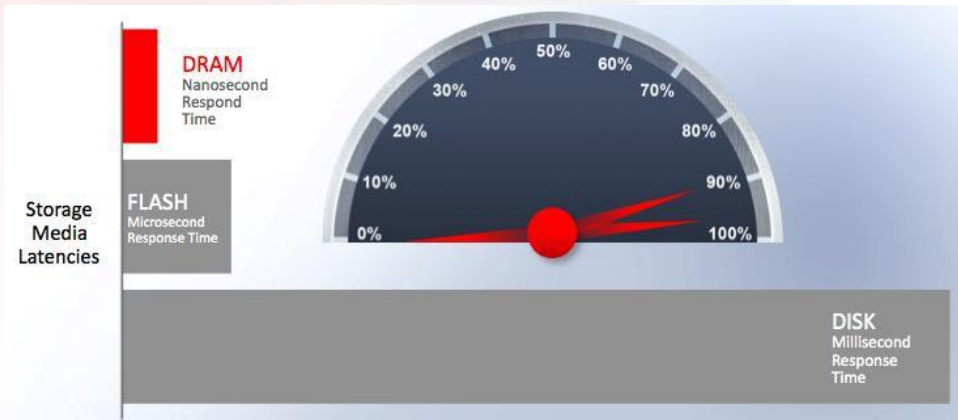 DRAM
Nanosecond
Respond
Time
Storage
Media
Latencies
FLASH
Microsecond
Response Time
0%
10%
20%
30%
40%
50%
60%
70%
80%
90%
100%
DISK
Millisecond
Response
Time